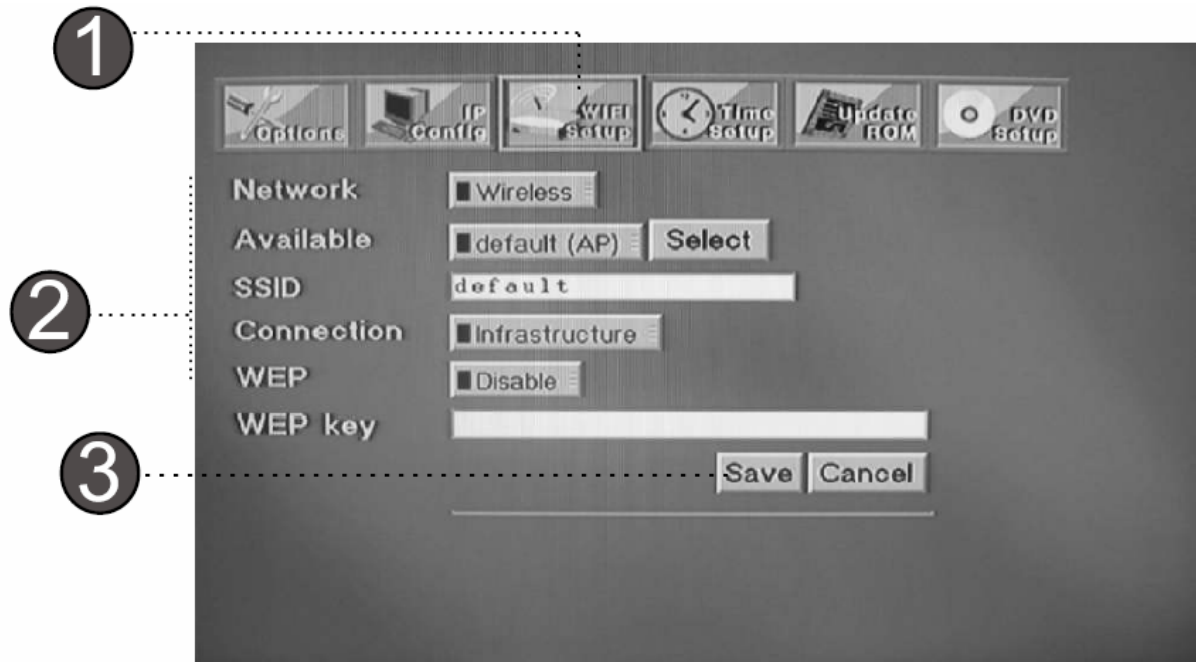 1
Options
IP Config
WIFI Setup
Time Setup
Update ROM
DVD Setup
Network Wireless
Available default (AP) Select
SSID default
Connection Infrastructure
WEP Disable
WEP key
Save Cancel
2
3